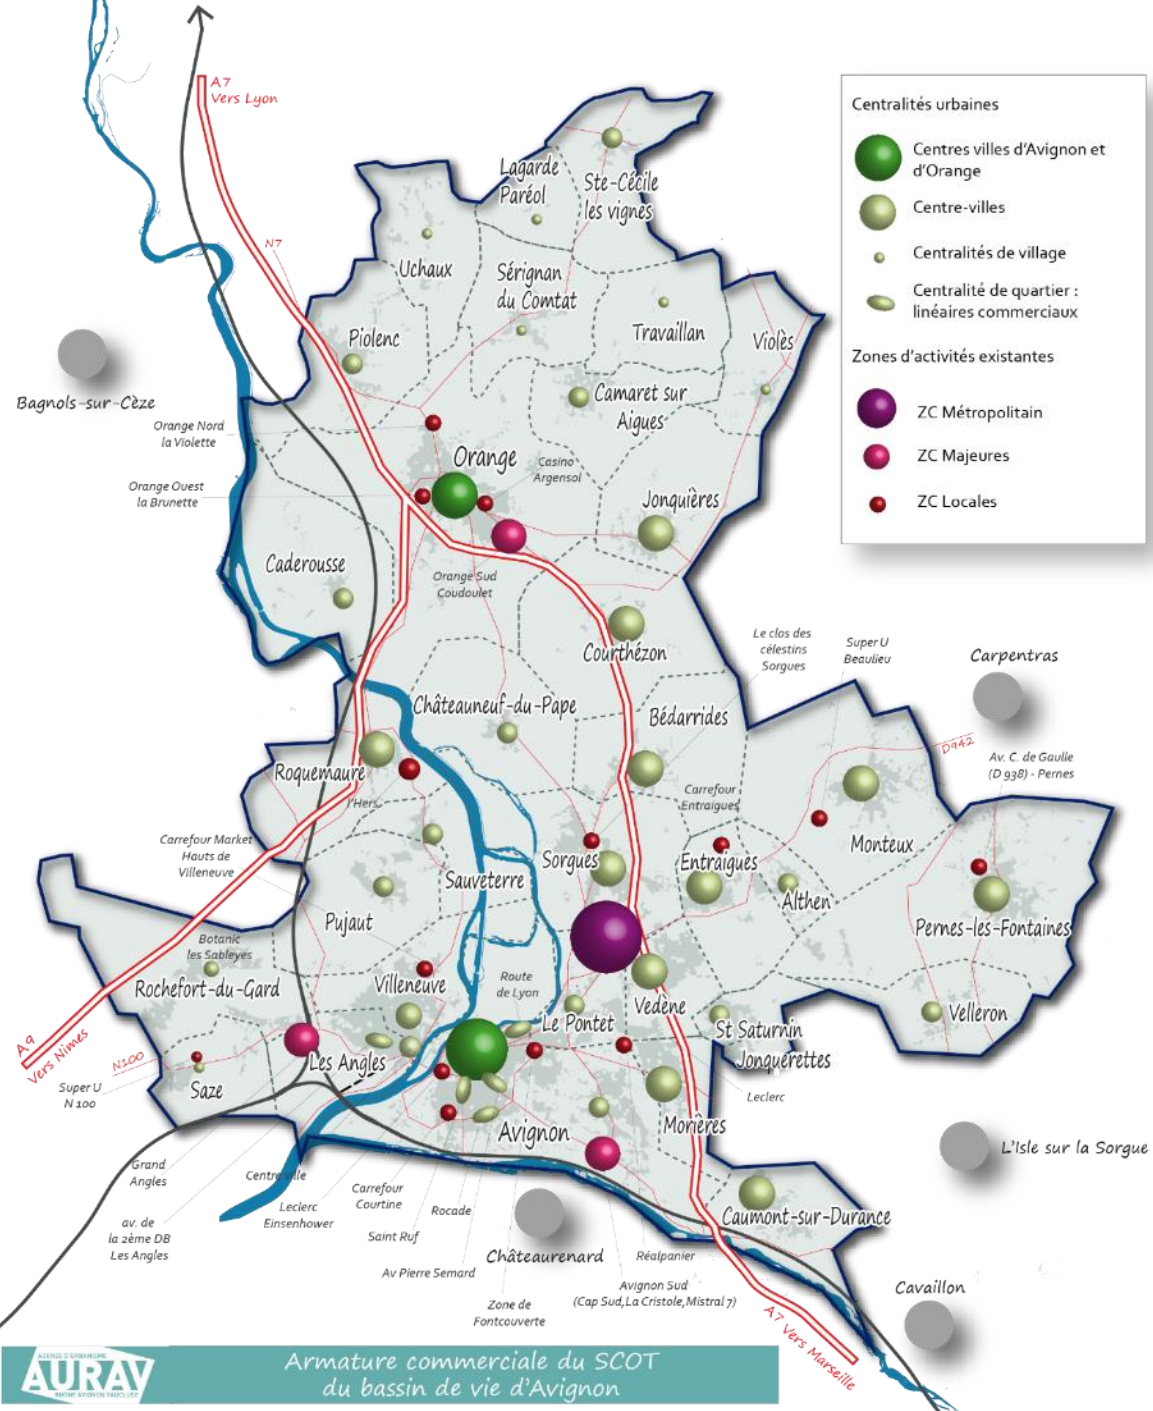 A7
Vers Lyon
Centralités urbaines
Centres villes d'Avignon et
d'Orange
Centre-villes
Centralités de village
Centralité de quartier :
linéaires commerciaux
Zones d'activités existantes
ZC Métropolitain
ZC Majeures
ZC Locales
Lagarde
Paréol
Ste-Cécile
les vignes
N7
Uchaux
Sérignan
du Comtat
Travaillan
Violès
Piolenc
Bagnols-sur-Cèze
Camaret sur
Aigues
Orange Nord
la Violette
Orange
Casino
Argensol
Orange Ouest
la Brunette
Jonquières
Caderousse
Orange Sud
Coudoulet
Courthézon
Le clos des
célestins
Sorgues
Super U
Beaulieu
Carpentras
Châteauneuf-du-Pape
Bédarrides
D942
Av. C. de Gaulle
(D 938) - Pernes
Roquemaure
l'Hers
Carrefour
Entraigues
Carrefour Market
Hauts de
Villeneuve
Sorgues
Entraigues
Monteux
Sauveterre
Althen
Pujaut
Pernes-les-Fontaines
Botanic
les Sableyes
Rochefort-du-Gard
Villeneuve
Route
de Lyon
Vedène
Velleron
Le Pontet
St Saturnin
Jonquerettes
A9
Vers Nimes
N100
Les Angles
Super U
N 100
Saze
Leclerc
Avignon
Morières
L'Isle sur la Sorgue
Grand
Angles
Centre ville
Leclerc
Einsenhower
Carrefour
Courtine
Rocade
Caumont-sur-Durance
av. de
la 2ème DB
Les Angles
Saint Ruf
Châteaurenard
Réalpanier
Av Pierre Semard
Avignon Sud
(Cap Sud,La Cristole,Mistral 7)
Cavaillon
Zone de
Fontcouverte
A7 Vers Marseille
AGENCE D'URBANISME
AURAV
RHÔNE AVIGNON VAUCLUSE
Armature commerciale du SCOT
du bassin de vie d'Avignon